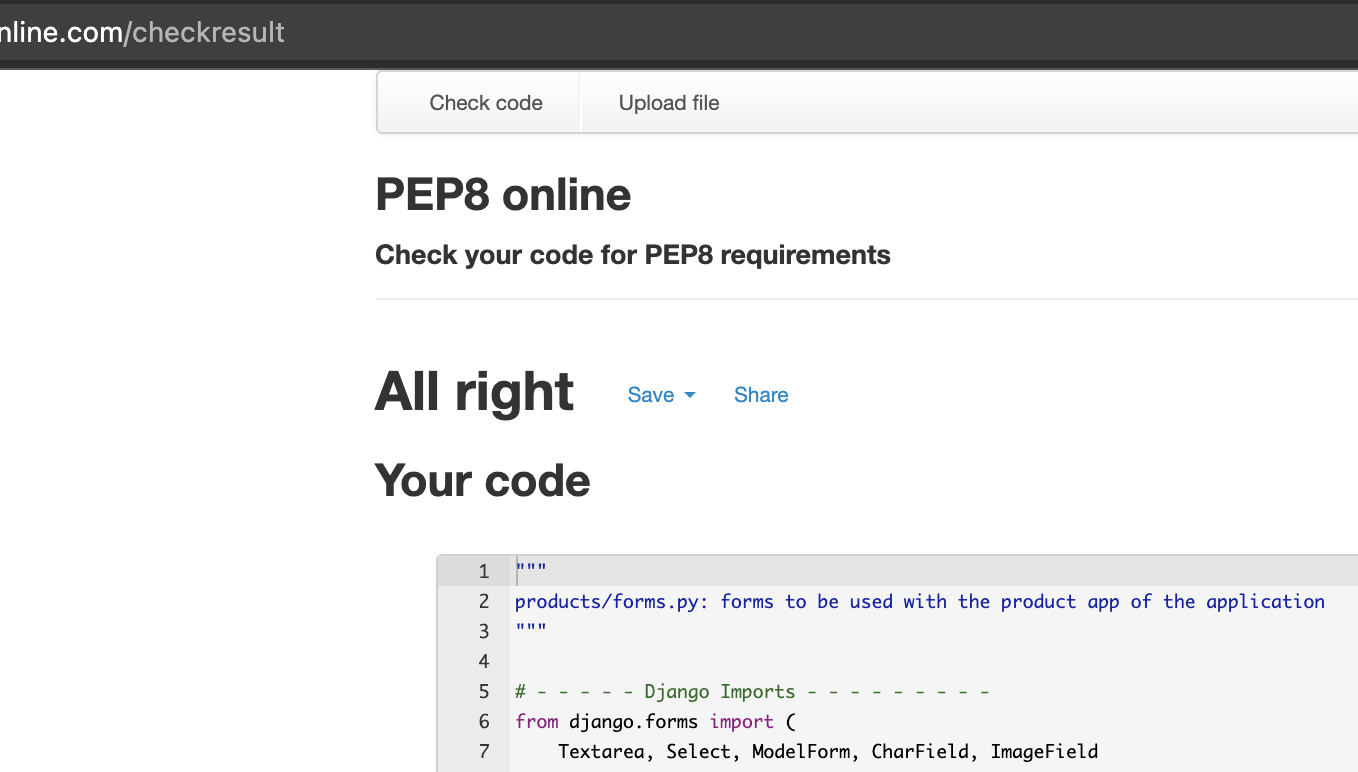 nline.com/checkresult
Check code Upload file
PEP8 online
Check your code for PEP8 requirements
All right Save Share
Your code
1 """
2 products/forms.py: forms to be used with the product app of the application
3 """
4
5 # - - - - - Django Imports - - - - - - - - -
6 from django.forms import (
7 Textarea, Select, ModelForm, CharField, ImageField